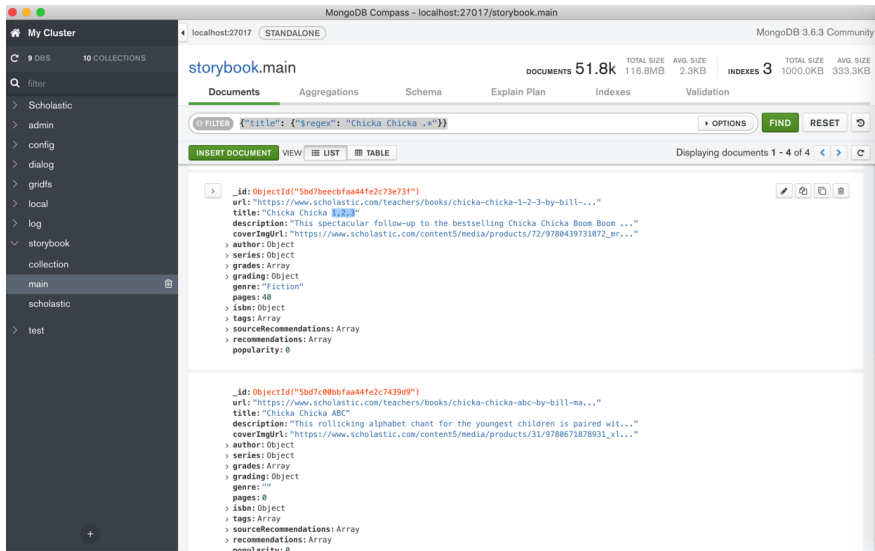 MongoDB Compass - localhost:27017/storybook.main
My Cluster
localhost:27017 STANDALONE
MongoDB 3.6.3 Community
9 DBS 10 COLLECTIONS
storybook.main
DOCUMENTS 51.8k TOTAL SIZE 116.8MB AVG. SIZE 2.3KB INDEXES 3 TOTAL SIZE 1000.0KB AVG. SIZE 333.3KB
filter
Documents Aggregations Schema Explain Plan Indexes Validation
Scholastic
admin
config
dialog
gridfs
local
log
storybook
collection
main
scholastic
test
FILTER {"title": {"$regex": "Chicka Chicka .*"}} OPTIONS FIND RESET
INSERT DOCUMENT VIEW LIST TABLE Displaying documents 1 - 4 of 4
_id: ObjectId("5bd7beecbfaa44fe2c73e73f")
url: "https://www.scholastic.com/teachers/books/chicka-chicka-1-2-3-by-bill-..."
title: "Chicka Chicka 1,2,3"
description: "This spectacular follow-up to the bestselling Chicka Chicka Boom Boom ..."
coverImgUrl: "https://www.scholastic.com/content5/media/products/72/9780439731072_mr..."
author: Object
series: Object
grades: Array
grading: Object
genre: "Fiction"
pages: 40
isbn: Object
tags: Array
sourceRecommendations: Array
recommendations: Array
popularity: 0
_id: ObjectId("5bd7c00bbfaa44fe2c7439d9")
url: "https://www.scholastic.com/teachers/books/chicka-chicka-abc-by-bill-ma..."
title: "Chicka Chicka ABC"
description: "This rollicking alphabet chant for the youngest children is paired wit..."
coverImgUrl: "https://www.scholastic.com/content5/media/products/31/9780671878931_xl..."
author: Object
series: Object
grades: Array
grading: Object
genre: ""
pages: 0
isbn: Object
tags: Array
sourceRecommendations: Array
recommendations: Array
popularity: 0